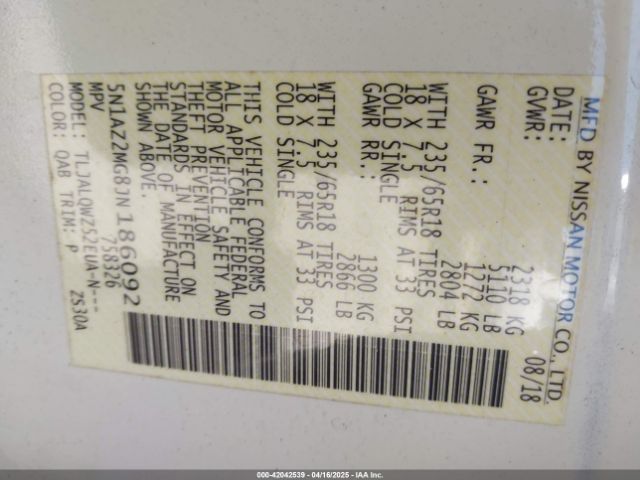 MFD BY NISSAN MOTOR CO., LTD.
DATE: 08/18
GVWR: 2318 KG
5110 LB
GAWR FR.: 1272 KG
2804 LB
WITH 235/65R18 TIRES
18 X 7.5 RIMS AT 33 PSI
COLD SINGLE
GAWR RR.: 1300 KG
2866 LB
WITH 235/65R18 TIRES
18 X 7.5 RIMS AT 33 PSI
COLD SINGLE
THIS VEHICLE CONFORMS TO
ALL APPLICABLE FEDERAL
MOTOR VEHICLE SAFETY AND
THEFT PREVENTION
STANDARDS IN EFFECT ON
THE DATE OF MANUFACTURE
SHOWN ABOVE.
5N1AZ2MG8JN186092
MPV 758326
MODEL: TLJALQWZ52EUA-N---
COLOR: QAB TRIM: P ZS30A
000-42042539 - 04/16/2025 - IAA Inc.